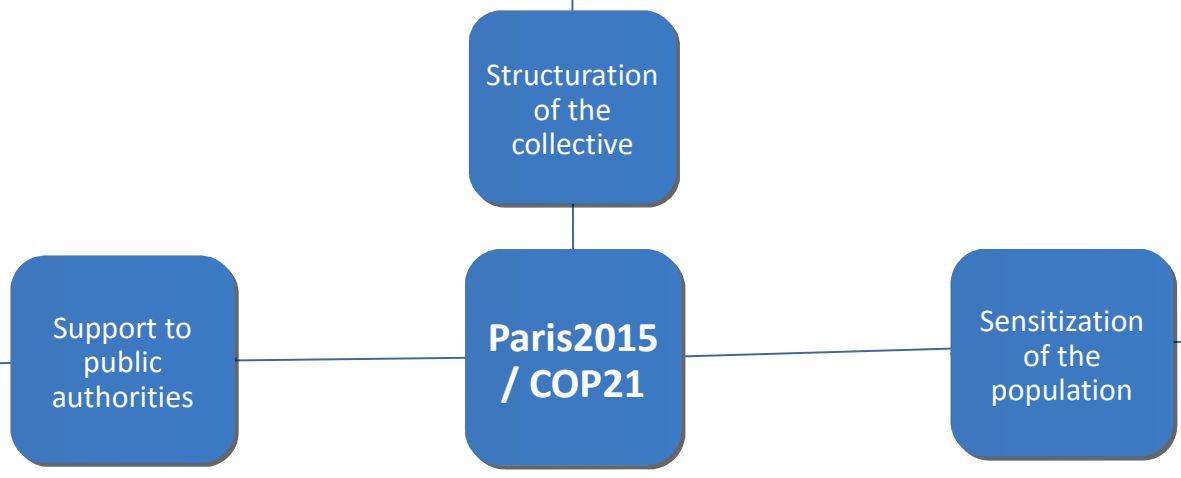 Structuration
of the
collective
Support to
public
authorities
Paris2015
/ COP21
Sensitization
of the
population